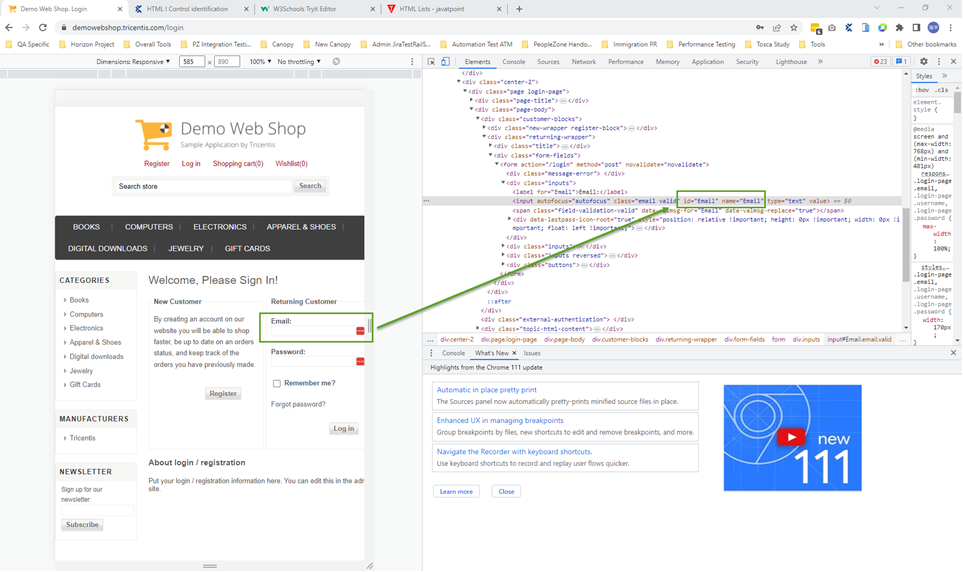 Demo Web Shop. Login
HTML I Control identification
W3Schools Tryit Editor
HTML Lists - javatpoint
demowebshop.tricentis.com/login
QA Specific
Horizon Project
Overall Tools
PZ Integration Testin...
Canopy
New Canopy
Admin JiraTestRailS...
Automation Test ATM
PeopleZone Hando...
Immigration PR
Performance Testing
Tosca Study
Tools
Other bookmarks
Dimensions: Responsive ▼ 585 × 890 100% ▼ No throttling ▼
Demo Web Shop
Sample Application by Tricentis
Register Log in Shopping cart(0) Wishlist(0)
Search store Search
BOOKS COMPUTERS ELECTRONICS APPAREL & SHOES
DIGITAL DOWNLOADS JEWELRY GIFT CARDS
CATEGORIES
Books
Computers
Electronics
Apparel & Shoes
Digital downloads
Jewelry
Gift Cards
MANUFACTURERS
Tricentis
NEWSLETTER
Sign up for our
newsletter:
Subscribe
Welcome, Please Sign In!
New Customer
By creating an account on our
website you will be able to shop
faster, be up to date on an orders
status, and keep track of the
orders you have previously made.
Register
Returning Customer
Email:
Password:
Remember me?
Forgot password?
Log in
About login / registration
Put your login / registration information here. You can edit this in the adm
site.
Elements Console Sources Network Performance Memory Application Security Lighthouse » 23 1
</div>
<div class="center-2">
<div class="page login-page">
<div class="page-title"> </div>
<div class="page-body">
<div class="customer-blocks">
<div class="new-wrapper register-block"> </div>
<div class="returning-wrapper">
<div class="title"> </div>
<div class="form-fields">
<form action="/login" method="post" novalidate="novalidate">
<div class="message-error"> </div>
<div class="inputs">
<label for="Email">Email:</label>
<input autofocus="autofocus" class="email valid" id="Email" name="Email" type="text" value> == $0
<span class="field-validation-valid" data-valmsg-for="Email" data-valmsg-replace="true"></span>
<div data-lastpass-icon-root="true" style="position: relative !important; height: 0px !important; width: 0px !i
mportant; float: left !important;"> </div>
</div>
<div class="inputs"> </div>
<div class="inputs reversed"> </div>
<div class="buttons"> </div>
</form>
</div>
</div>
::after
</div>
<div class="external-authentication"> </div>
<div class="topic-html-content"> </div>
... div.center-2 div.page.login-page div.page-body div.customer-blocks div.returning-wrapper div.form-fields form div.inputs input#Email.email.valid ...
Styles »
:hov .cls
element.
style {
}
@media
screen and
(max-width:
768px) and
(min-width:
481px)
respons…
.login-page
.email,
.login-page
.username,
.login-page
.password {
max-
width
:
100%;
}
styles.…
.login-page
.email,
.login-page
.username,
.login-page
.password {
width:
170px
;
Console What's New Issues
Highlights from the Chrome 111 update
Automatic in place pretty print
The Sources panel now automatically pretty-prints minified source files in place.
Enhanced UX in managing breakpoints
Group breakpoints by files, new shortcuts to edit and remove breakpoints, and more.
Navigate the Recorder with keyboard shortcuts.
Use keyboard shortcuts to record and replay user flows quicker.
Learn more Close
new
111